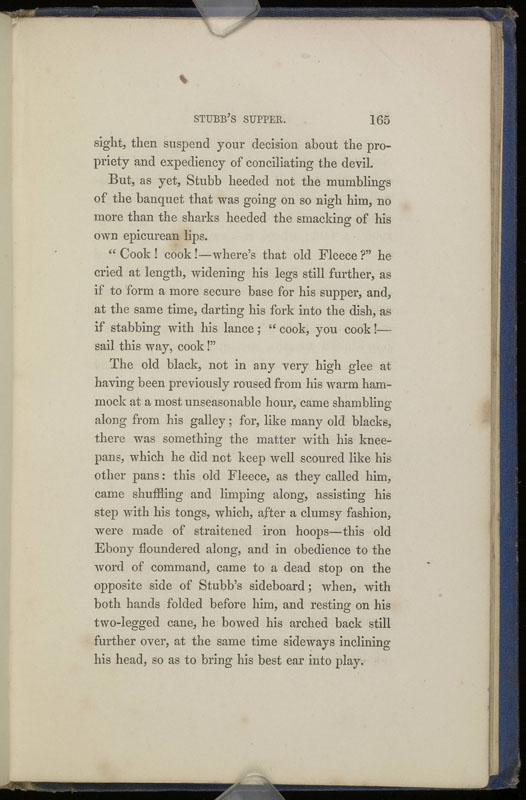 STUBB'S SUPPER. 165
sight, then suspend your decision about the pro-
priety and expediency of conciliating the devil.
But, as yet, Stubb heeded not the mumblings
of the banquet that was going on so nigh him, no
more than the sharks heeded the smacking of his
own epicurean lips.
"Cook! cook!—where's that old Fleece?" he
cried at length, widening his legs still further, as
if to form a more secure base for his supper, and,
at the same time, darting his fork into the dish, as
if stabbing with his lance; "cook, you cook!—
sail this way, cook!"
The old black, not in any very high glee at
having been previously roused from his warm ham-
mock at a most unseasonable hour, came shambling
along from his galley; for, like many old blacks,
there was something the matter with his knee-
pans, which he did not keep well scoured like his
other pans: this old Fleece, as they called him,
came shuffling and limping along, assisting his
step with his tongs, which, after a clumsy fashion,
were made of straitened iron hoops—this old
Ebony floundered along, and in obedience to the
word of command, came to a dead stop on the
opposite side of Stubb's sideboard; when, with
both hands folded before him, and resting on his
two-legged cane, he bowed his arched back still
further over, at the same time sideways inclining
his head, so as to bring his best ear into play.